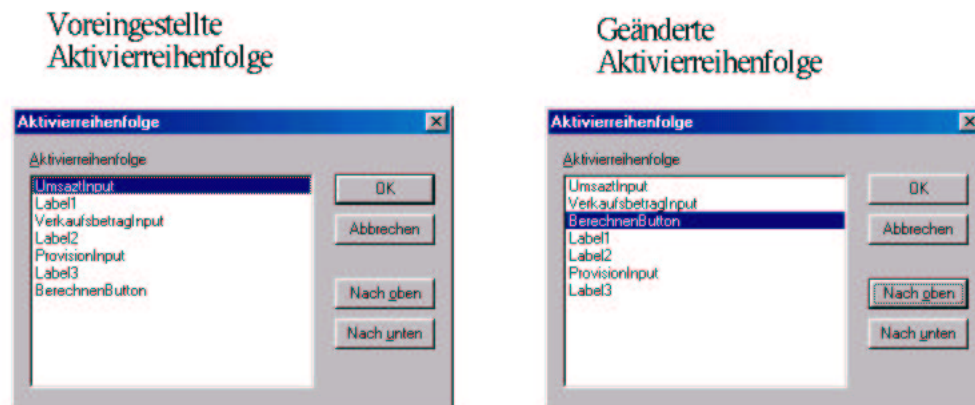 Voreingestellte
Aktivierreihenfolge
Geänderte
Aktivierreihenfolge
Aktivierreihenfolge
Aktivierreihenfolge
UmsaztInput
Label1
VerkaufsbetragInput
Label2
ProvisionInput
Label3
BerechnenButton
OK
Abbrechen
Nach oben
Nach unten
Aktivierreihenfolge
Aktivierreihenfolge
UmsaztInput
VerkaufsbetragInput
BerechnenButton
Label1
Label2
ProvisionInput
Label3
OK
Abbrechen
Nach oben
Nach unten